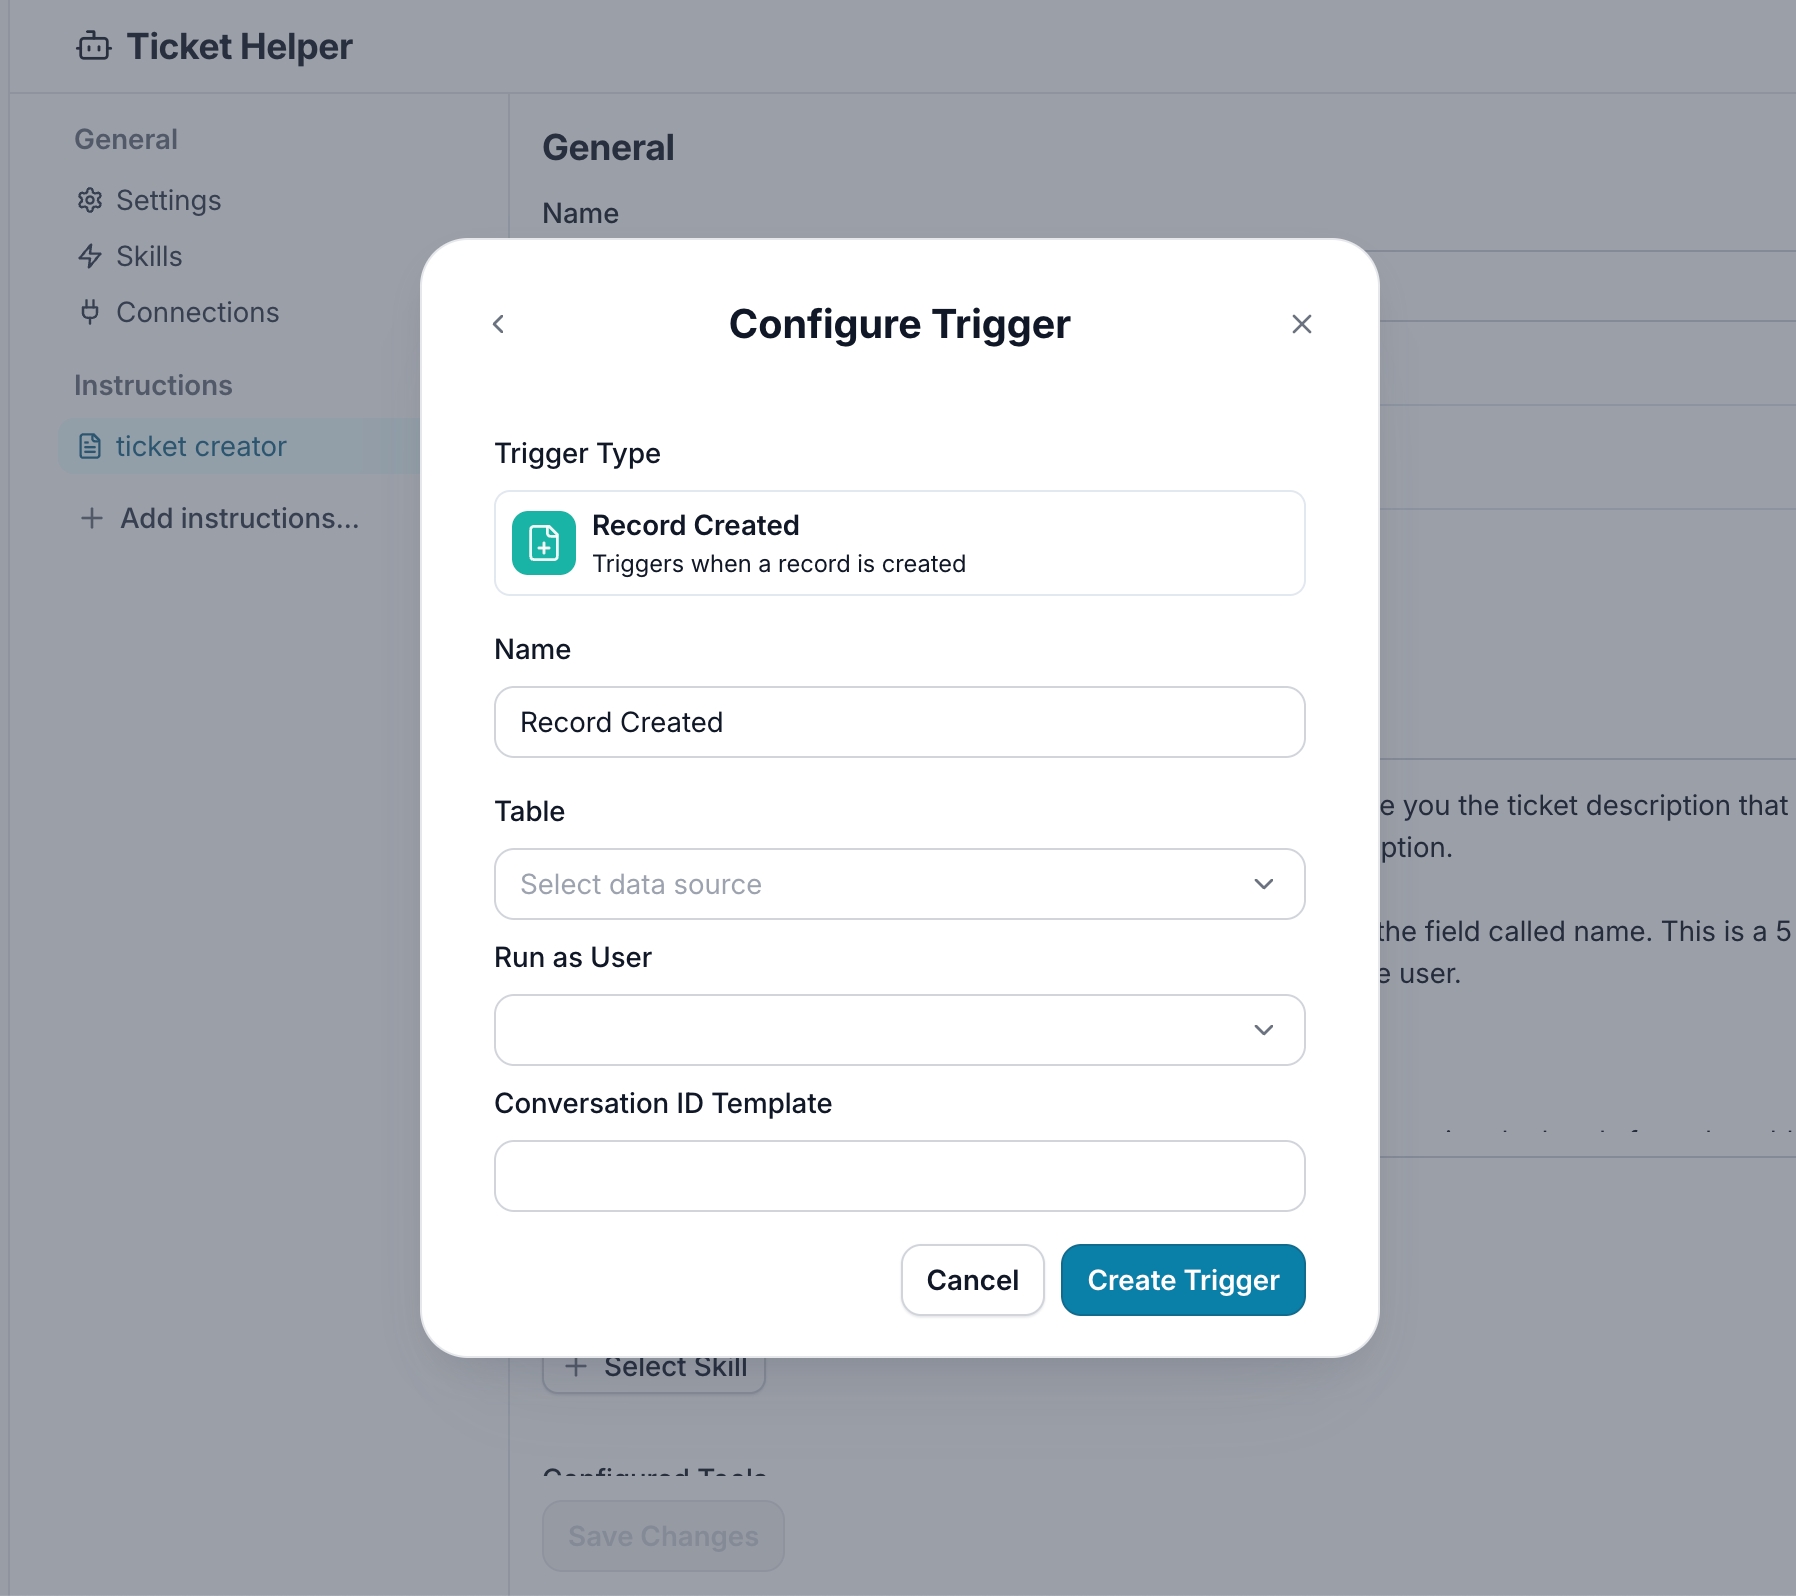 Ticket Helper
General
Settings
Skills
Connections
Instructions
ticket creator
Add instructions...
General
Name
Configure Trigger
Trigger Type
Record Created
Triggers when a record is created
Name
Record Created
Table
Select data source
Run as User
Conversation ID Template
Cancel
Create Trigger
e you the ticket description that
ption.
the field called name. This is a 5
e user.
Select Skill
Configured Tools
Save Changes